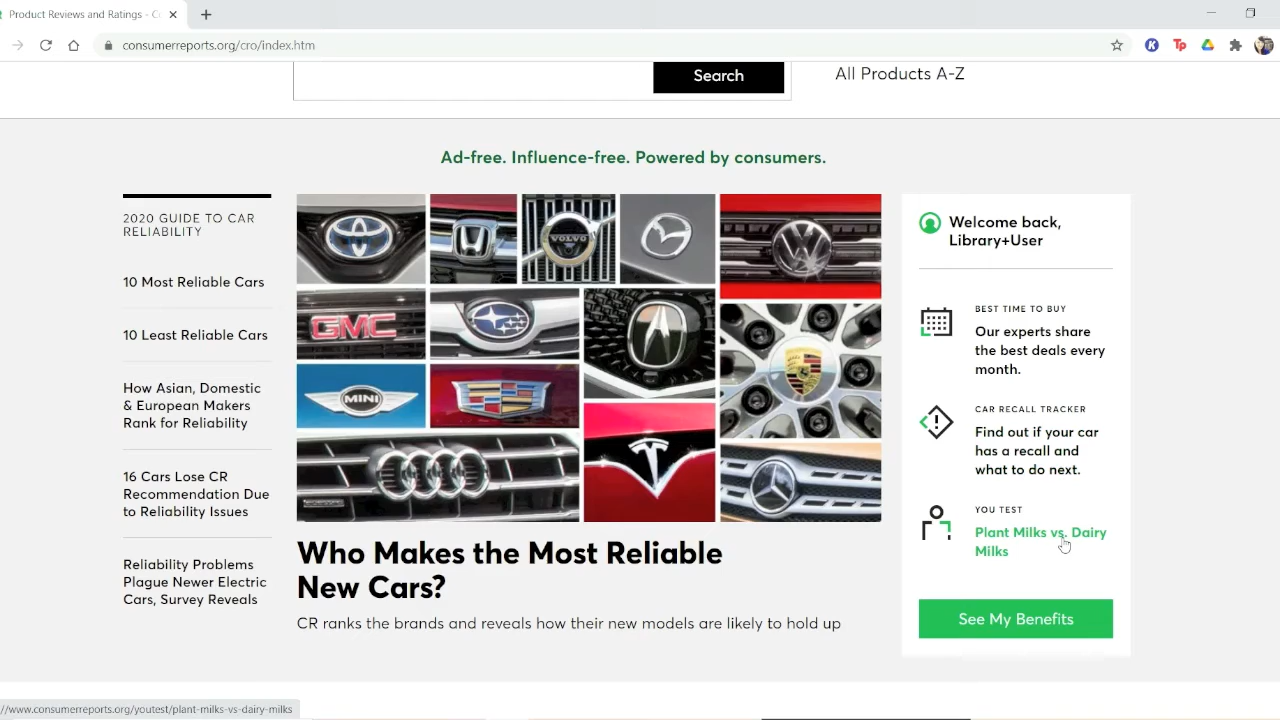 Product Reviews and Ratings - C
consumerreports.org/cro/index.htm
K
Tp
Search
All Products A-Z
Ad-free. Influence-free. Powered by consumers.
2020 GUIDE TO CAR
RELIABILITY
10 Most Reliable Cars
10 Least Reliable Cars
How Asian, Domestic
& European Makers
Rank for Reliability
16 Cars Lose CR
Recommendation Due
to Reliability Issues
Reliability Problems
Plague Newer Electric
Cars, Survey Reveals
VOLVO
GMC
MINI
Who Makes the Most Reliable
New Cars?
CR ranks the brands and reveals how their new models are likely to hold up
Welcome back,
Library+User
BEST TIME TO BUY
Our experts share
the best deals every
month.
CAR RECALL TRACKER
Find out if your car
has a recall and
what to do next.
YOU TEST
Plant Milks vs. Dairy
Milks
See My Benefits
//www.consumerreports.org/youtest/plant-milks-vs-dairy-milks